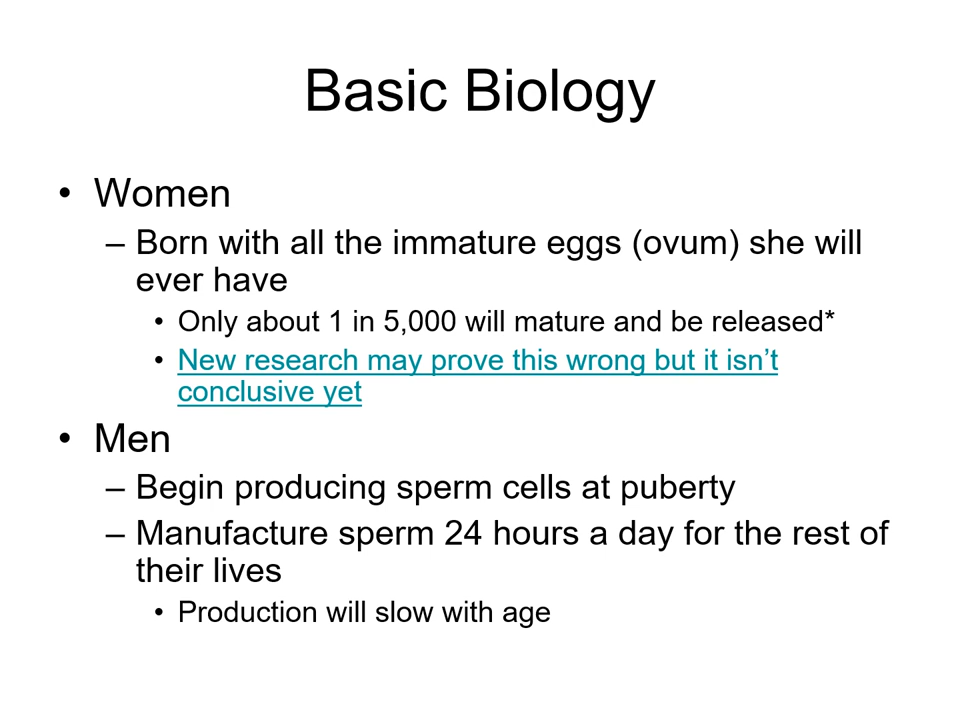 Basic Biology
• Women
– Born with all the immature eggs (ovum) she will
ever have
• Only about 1 in 5,000 will mature and be released*
• New research may prove this wrong but it isn’t
conclusive yet
• Men
– Begin producing sperm cells at puberty
– Manufacture sperm 24 hours a day for the rest of
their lives
• Production will slow with age